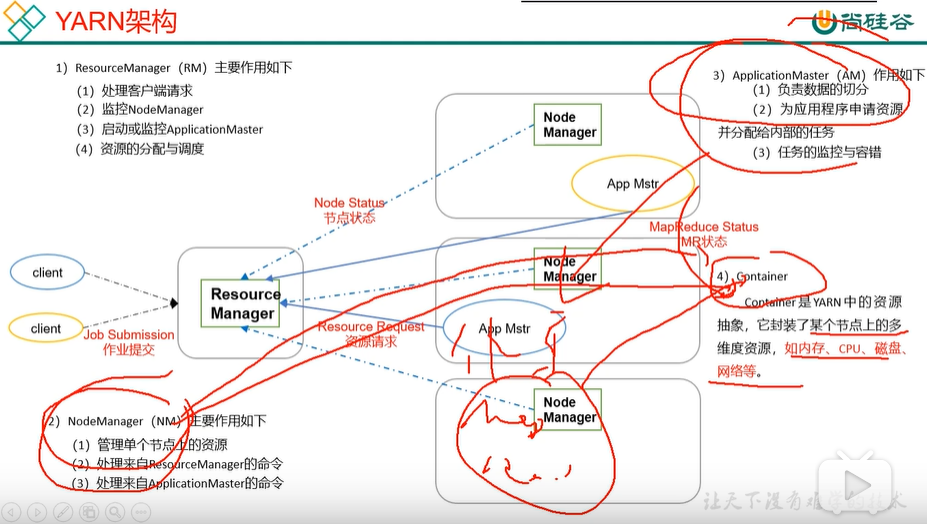 YARN架构
尚硅谷
1）ResourceManager（RM）主要作用如下
（1）处理客户端请求
（2）监控NodeManager
（3）启动或监控ApplicationMaster
（4）资源的分配与调度
3）ApplicationMaster（AM）作用如下
（1）负责数据的切分
（2）为应用程序申请资源
并分配给内部的任务
（3）任务的监控与容错
Node
Manager
App Mstr
Node Status
节点状态
MapReduce Status
MR状态
client
client
Job Submission
作业提交
Resource
Manager
Resource Request
资源请求
Node
Manager
App Mstr
4）Container
Container是YARN中的资源
抽象，它封装了某个节点上的多
维度资源，如内存、CPU、磁盘、
网络等。
2）NodeManager（NM）主要作用如下
（1）管理单个节点上的资源
（2）处理来自ResourceManager的命令
（3）处理来自ApplicationMaster的命令
Node
Manager
map
让天下没有难学的技术